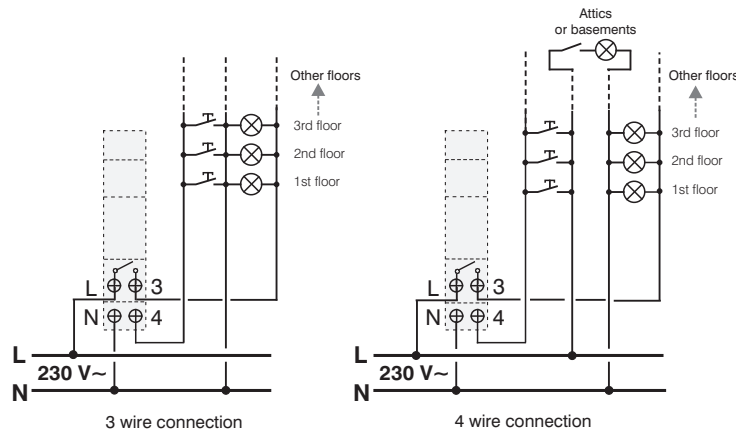 Other floors
3rd floor
2nd floor
1st floor
L 3
N 4
L
230 V~
N
3 wire connection
Attics
or basements
Other floors
3rd floor
2nd floor
1st floor
L 3
N 4
L
230 V~
N
4 wire connection